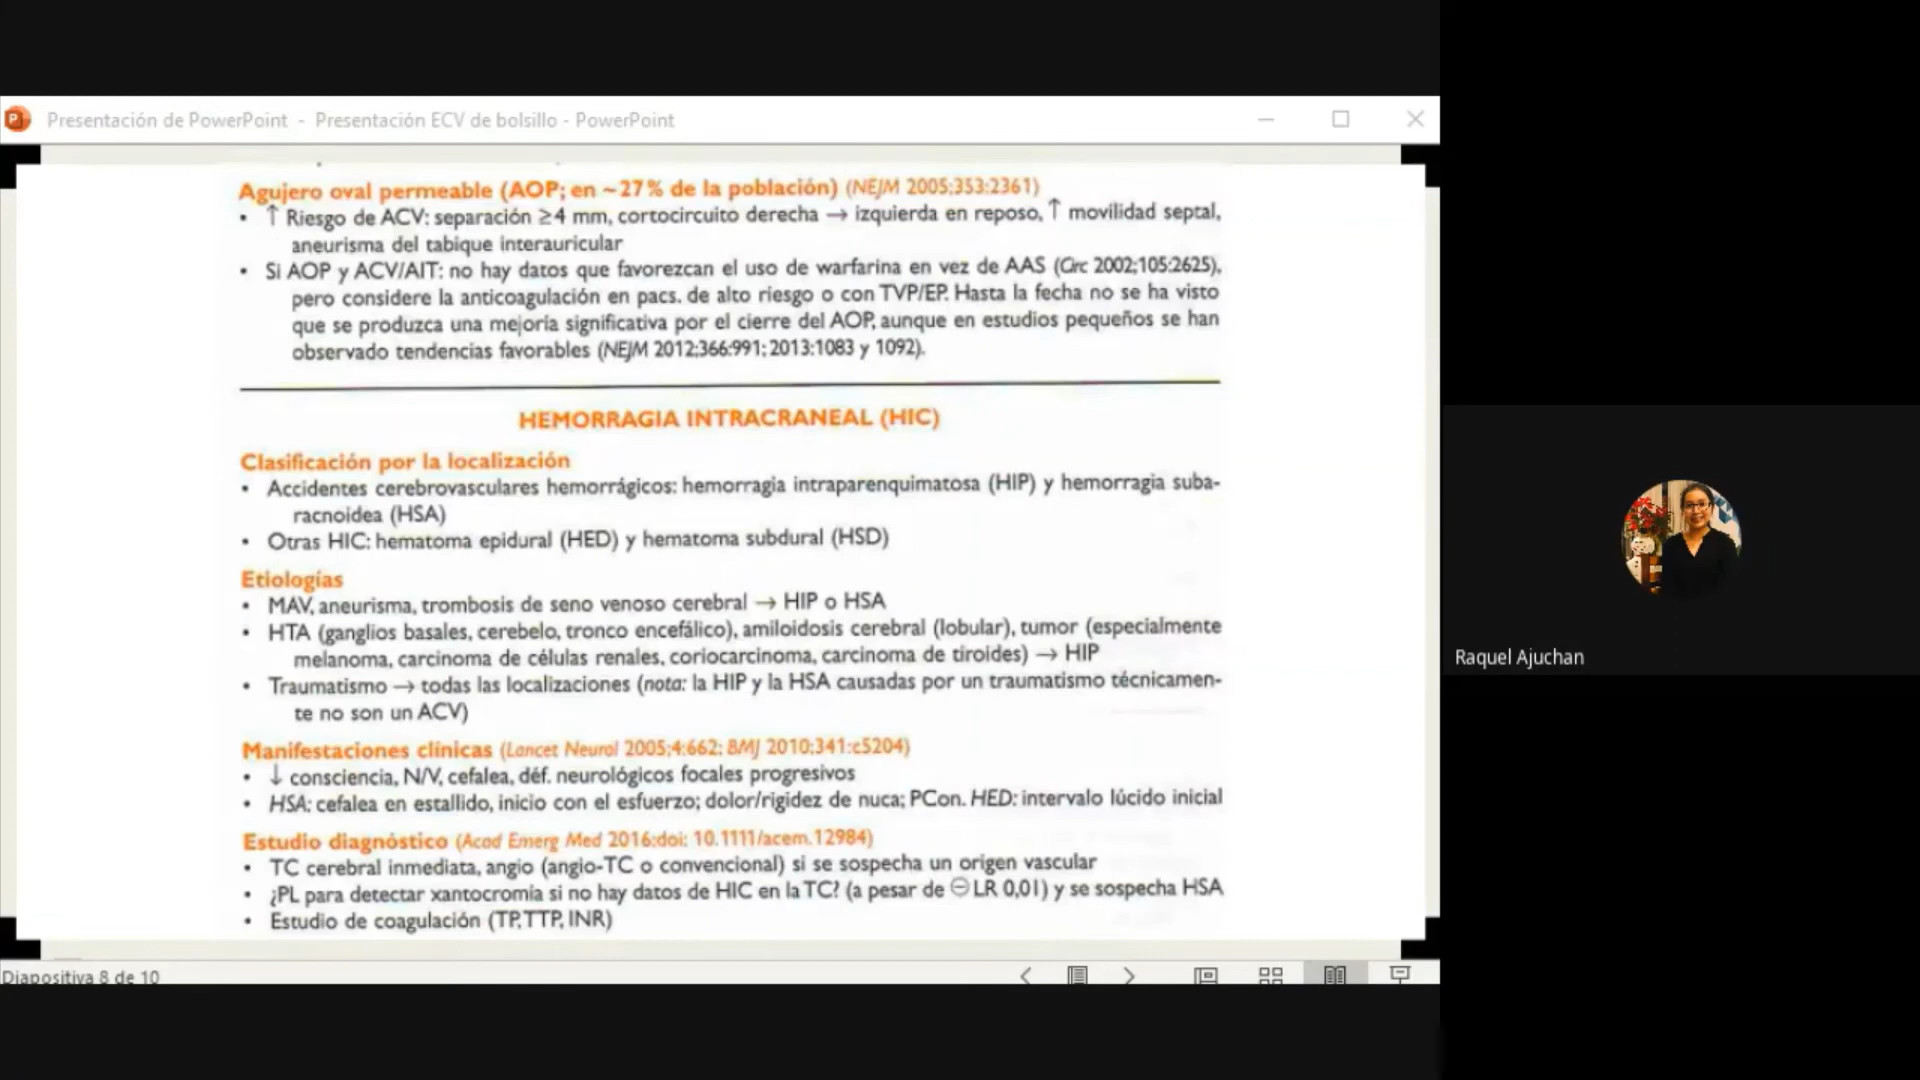 Presentación de PowerPoint - Presentación ECV de bolsillo - PowerPoint
Agujero oval permeable (AOP; en ~27% de la población) (NEJM 2005;353:2361)
• ↑ Riesgo de ACV: separación ≥4 mm, cortocircuito derecha → izquierda en reposo, ↑ movilidad septal,
aneurisma del tabique interauricular
• Si AOP y ACV/AIT: no hay datos que favorezcan el uso de warfarina en vez de AAS (Circ 2002;105:2625),
pero considere la anticoagulación en pacs. de alto riesgo o con TVP/EP. Hasta la fecha no se ha visto
que se produzca una mejoría significativa por el cierre del AOP, aunque en estudios pequeños se han
observado tendencias favorables (NEJM 2012;366:991; 2013:1083 y 1092).
HEMORRAGIA INTRACRANEAL (HIC)
Clasificación por la localización
• Accidentes cerebrovasculares hemorrágicos: hemorragia intraparenquimatosa (HIP) y hemorragia suba-
racnoidea (HSA)
• Otras HIC: hematoma epidural (HED) y hematoma subdural (HSD)
Etiologías
• MAV, aneurisma, trombosis de seno venoso cerebral → HIP o HSA
• HTA (ganglios basales, cerebelo, tronco encefálico), amiloidosis cerebral (lobular), tumor (especialmente
melanoma, carcinoma de células renales, coriocarcinoma, carcinoma de tiroides) → HIP
• Traumatismo → todas las localizaciones (nota: la HIP y la HSA causadas por un traumatismo técnicamen-
te no son un ACV)
Manifestaciones clínicas (Lancet Neurol 2005;4:662; BMJ 2010;341:c5204)
• ↓ consciencia, N/V, cefalea, déf. neurológicos focales progresivos
• HSA: cefalea en estallido, inicio con el esfuerzo; dolor/rigidez de nuca; PCon. HED: intervalo lúcido inicial
Estudio diagnóstico (Acad Emerg Med 2016:doi: 10.1111/acem.12984)
• TC cerebral inmediata, angio (angio-TC o convencional) si se sospecha un origen vascular
• ¿PL para detectar xantocromía si no hay datos de HIC en la TC? (a pesar de ⊖ LR 0,01) y se sospecha HSA
• Estudio de coagulación (TP, TTP, INR)
Diapositiva 8 de 10
Raquel Ajuchan